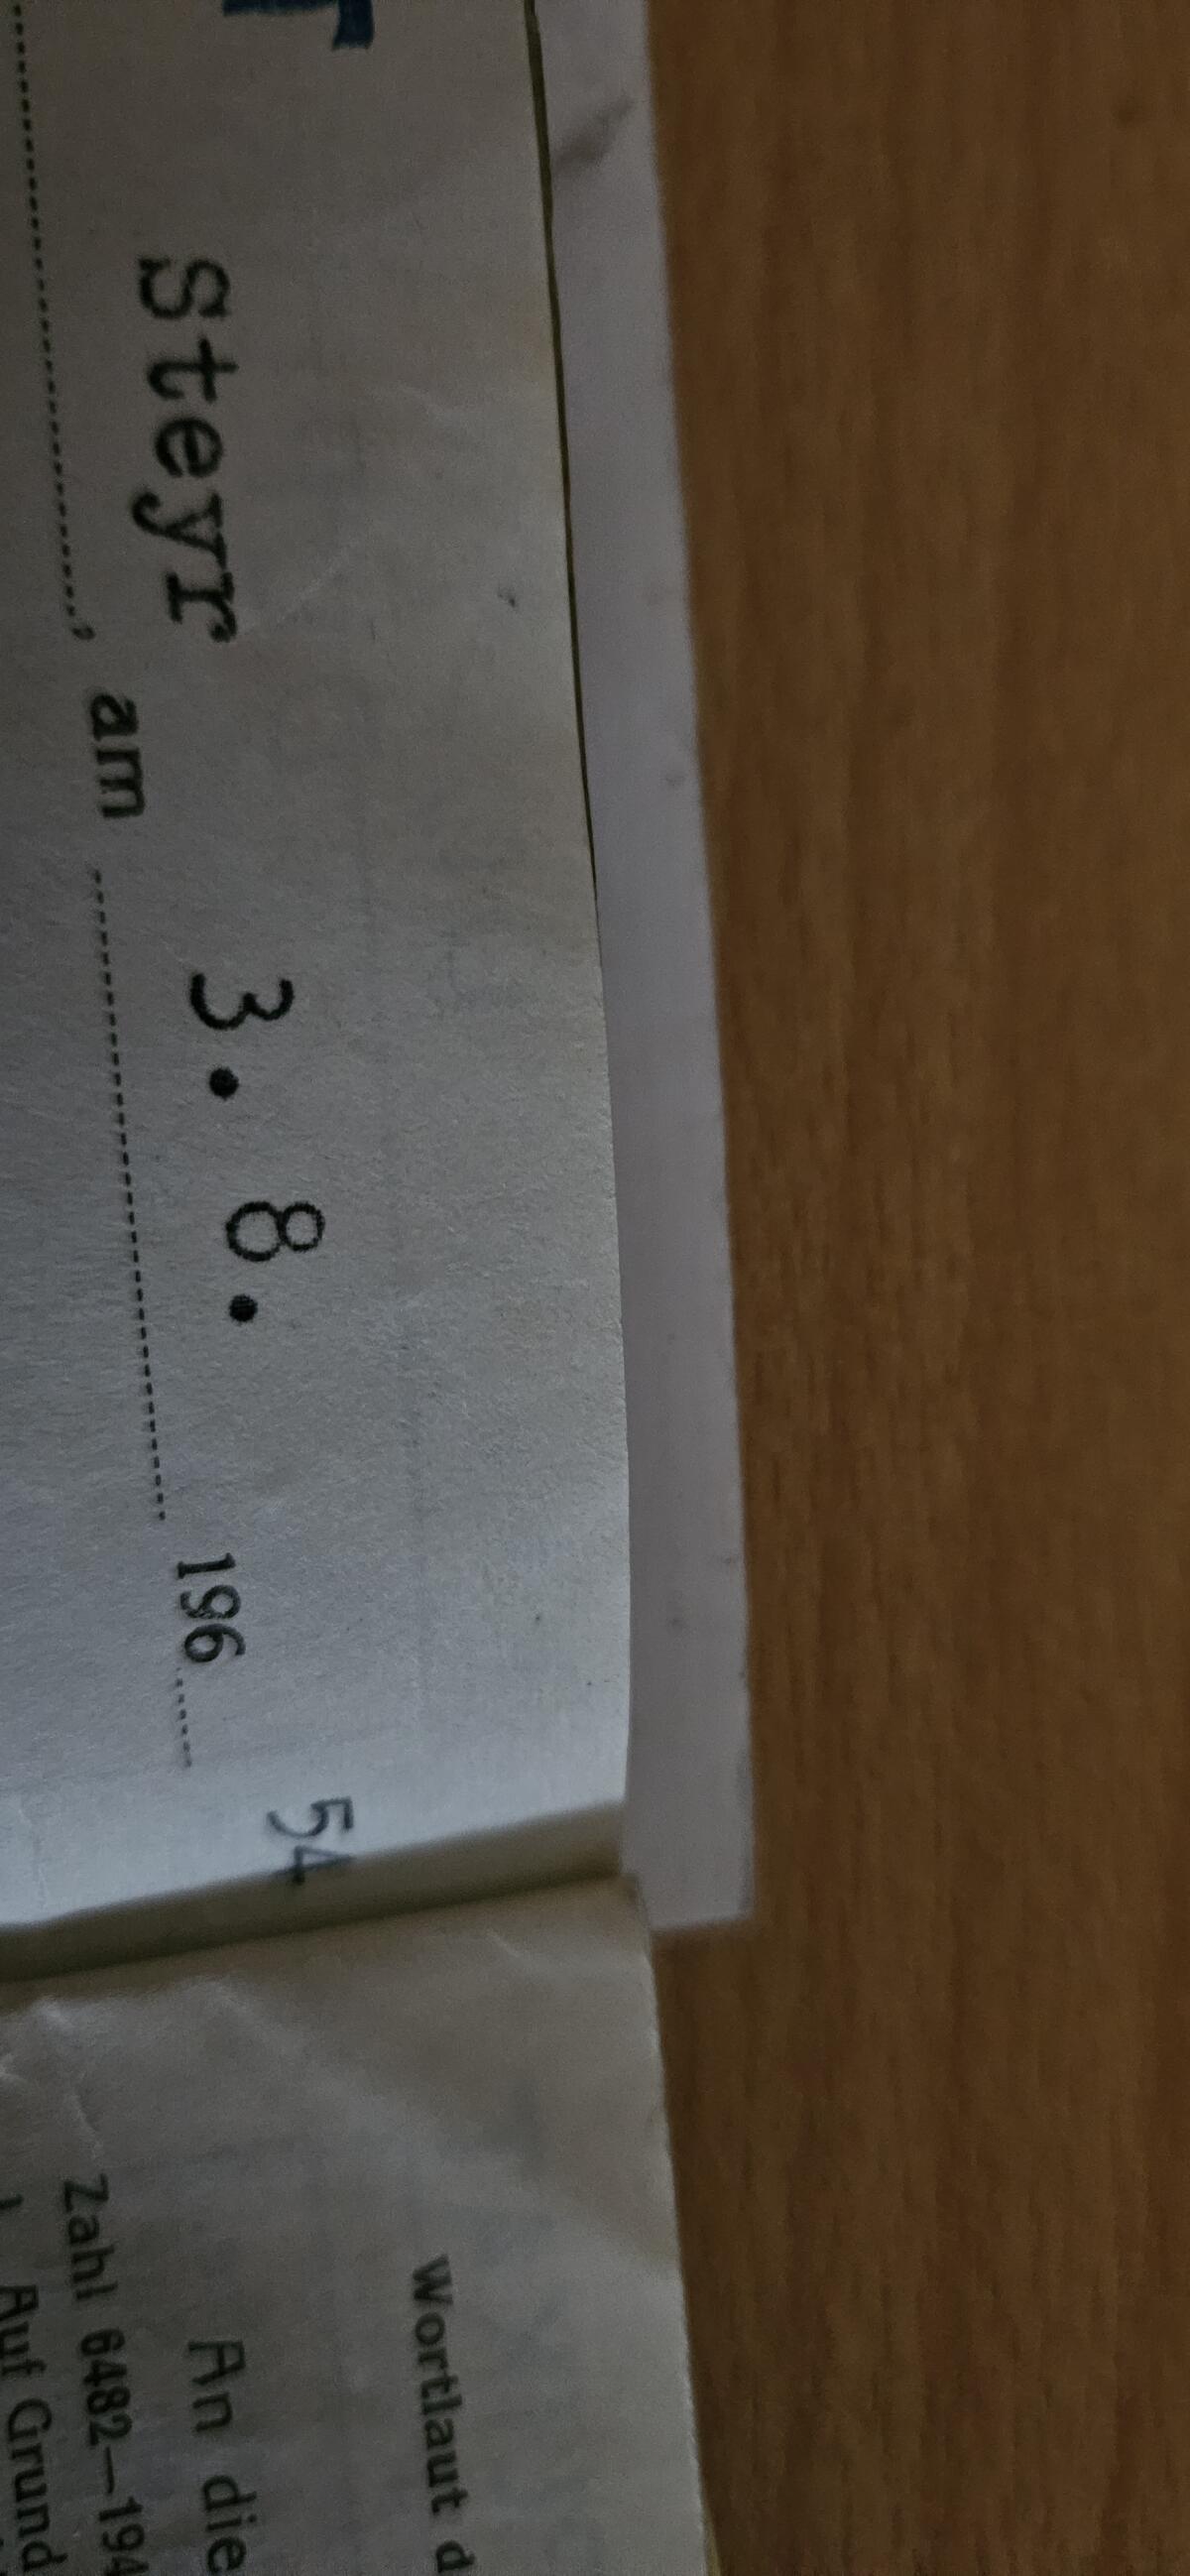 Steyr 3. 8. 54
, am 196
Wortlaut d
An die
Zahl 6482—194
Auf Grund